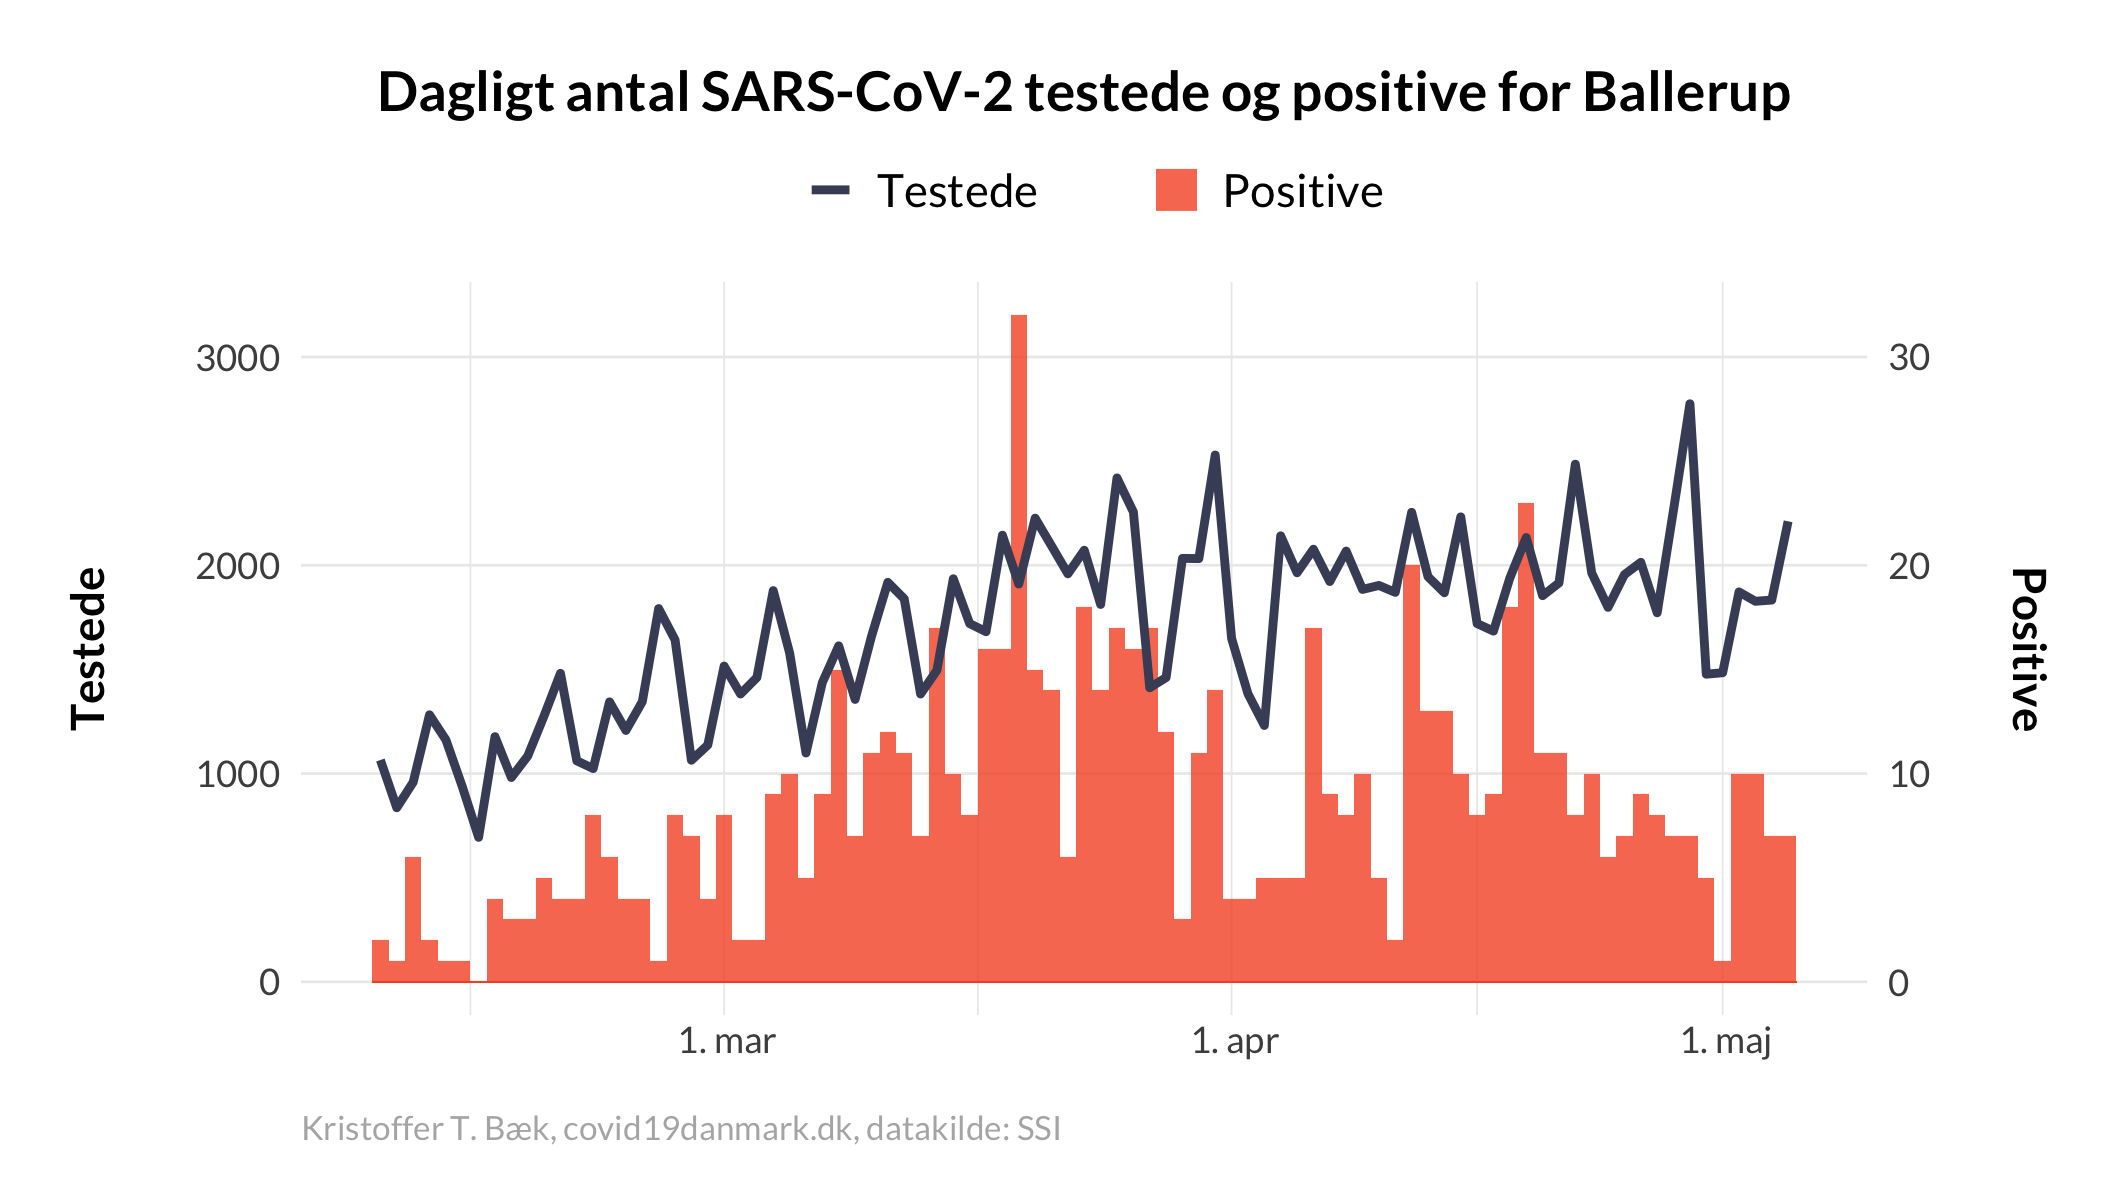 Dagligt antal SARS-CoV-2 testede og positive for Ballerup
Testede
Positive
3000
2000
1000
0
30
20
10
0
Testede
Positive
1. mar
1. apr
1. maj
Kristoffer T. Bæk, covid19danmark.dk, datakilde: SSI